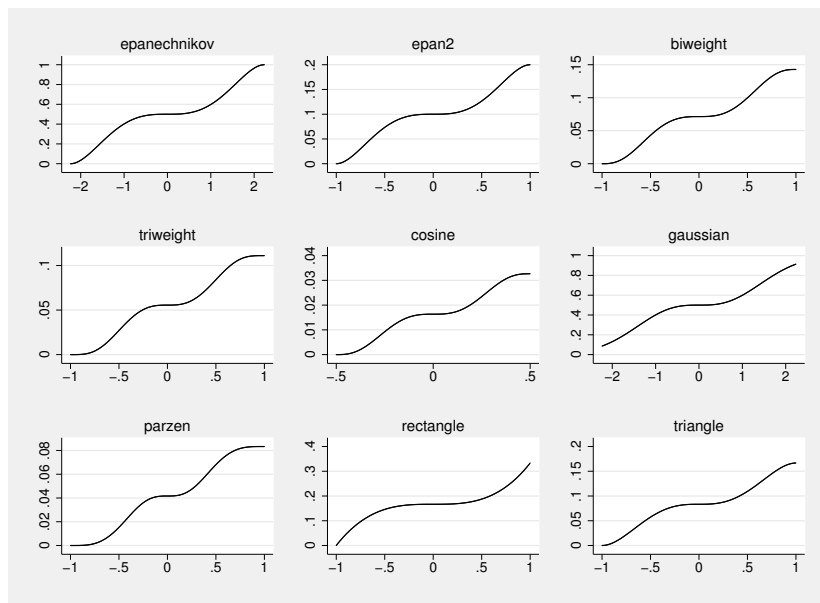 epanechnikov epan2 biweight
0 .2 .4 .6 .8 1
−2 −1 0 1 2
0 .05 .1 .15 .2
−1 −.5 0 .5 1
0 .05 .1 .15
−1 −.5 0 .5 1
triweight cosine gaussian
0 .05 .1
−1 −.5 0 .5 1
0 .01 .02 .03 .04
−.5 0 .5
0 .2 .4 .6 .8 1
−2 −1 0 1 2
parzen rectangle triangle
0 .02 .04 .06 .08
−1 −.5 0 .5 1
0 .1 .2 .3 .4
−1 −.5 0 .5 1
0 .05 .1 .15 .2
−1 −.5 0 .5 1